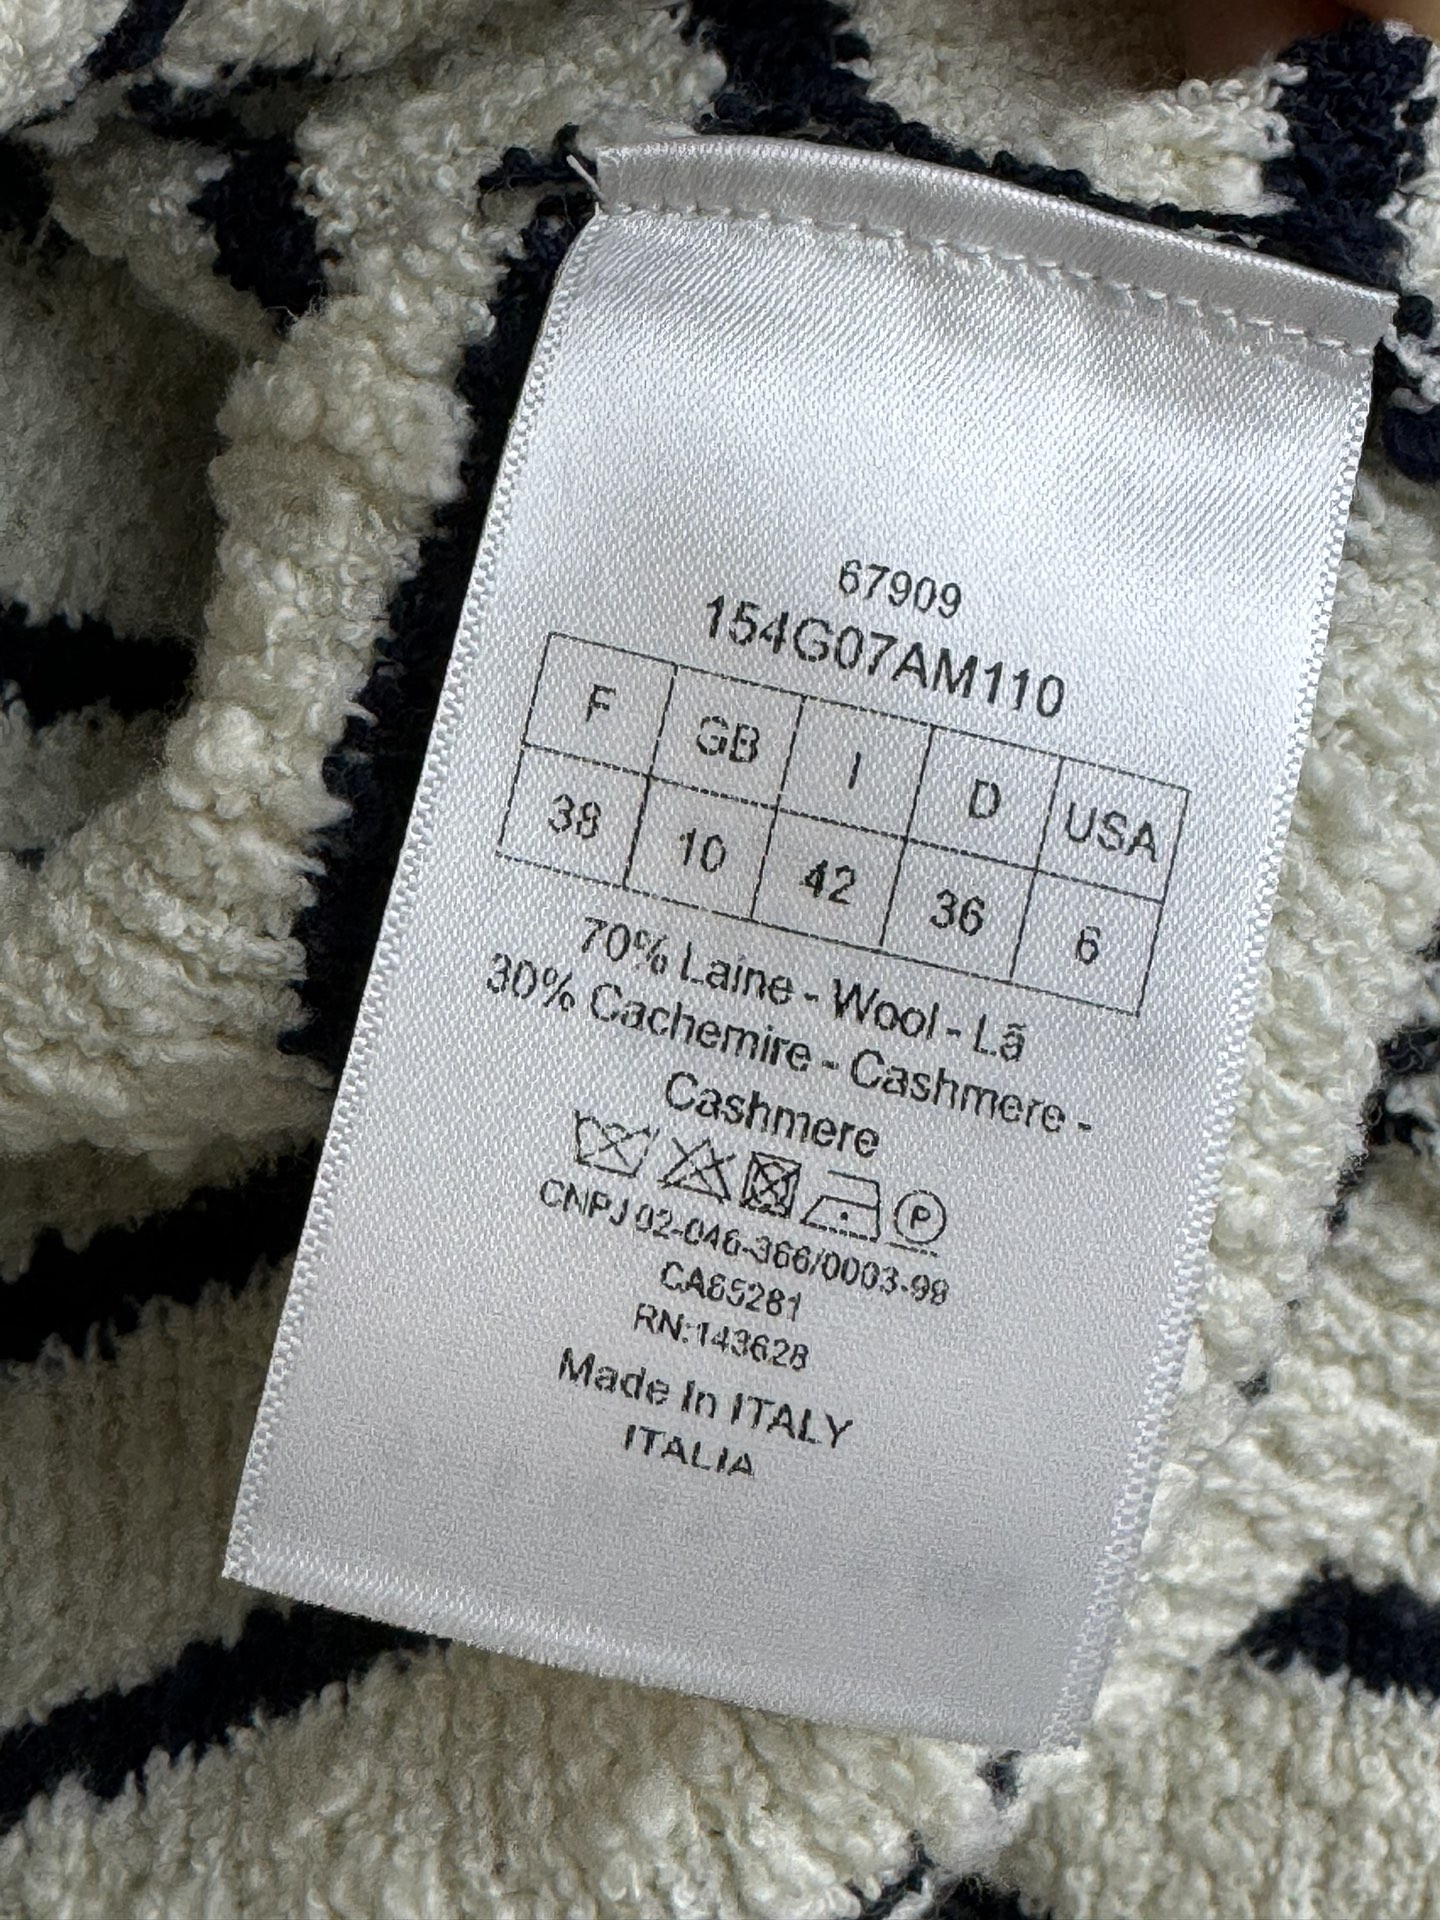 67909
154G07AM110
F GB I D USA
38 10 42 36 6
70% Laine - Wool - Lã
30% Cachemire - Cashmere -
Cashmere
P
CNPJ 02-046-366/0003-99
CA65281
RN:143628
Made In ITALY
ITALIA